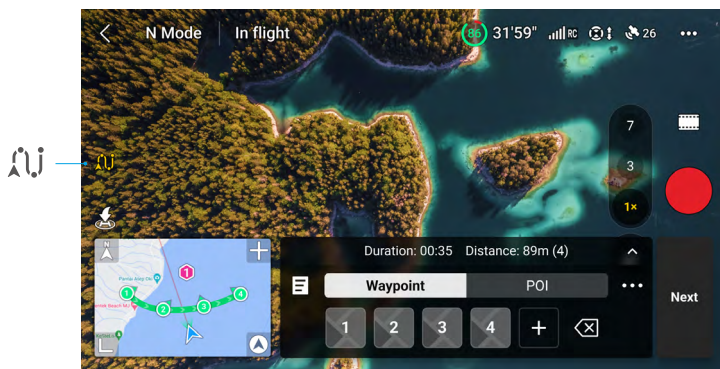 N Mode In flight 86 31'59" RC 26
7
3
1×
Duration: 00:35 Distance: 89m (4)
Waypoint POI
1 2 3 4 +
Next
N
1
1 2 3 4